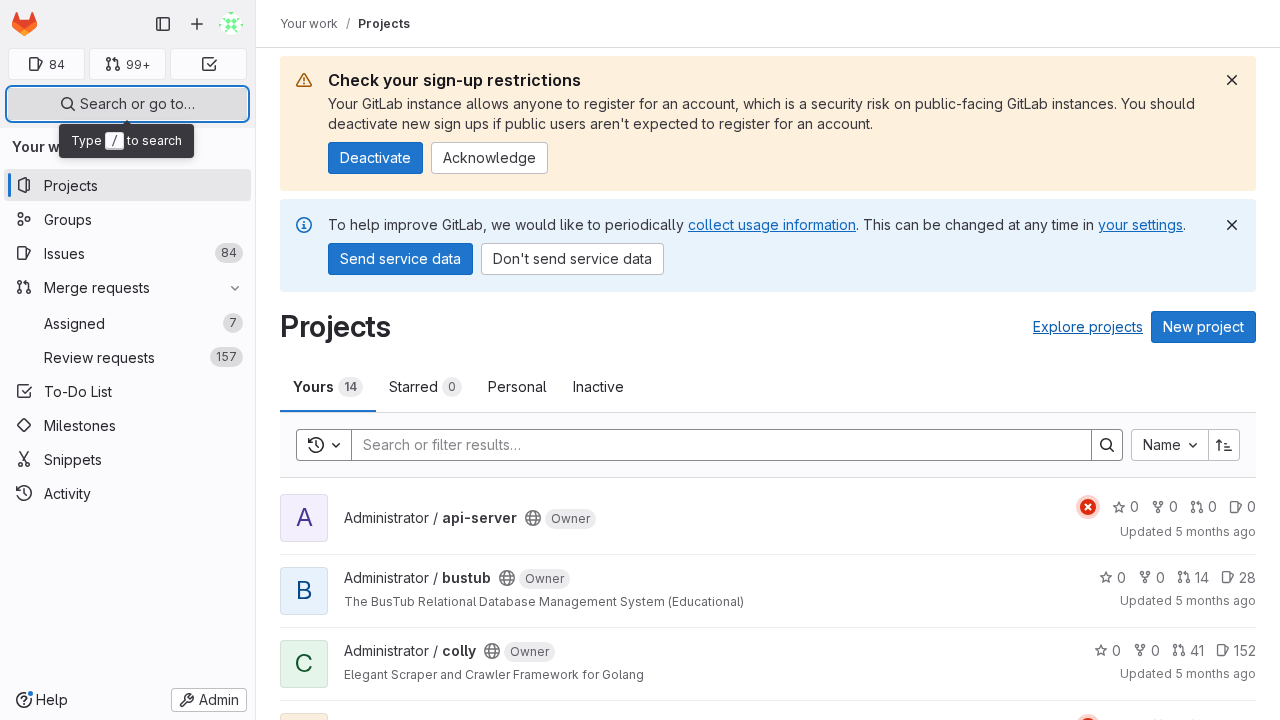 Your work / Projects
84
99+
Search or go to…
Type / to search
Your w
Projects
Groups
Issues 84
Merge requests
Assigned 7
Review requests 157
To-Do List
Milestones
Snippets
Activity
Help
Admin
Check your sign-up restrictions
Your GitLab instance allows anyone to register for an account, which is a security risk on public-facing GitLab instances. You should
deactivate new sign ups if public users aren't expected to register for an account.
Deactivate Acknowledge
To help improve GitLab, we would like to periodically collect usage information. This can be changed at any time in your settings.
Send service data Don't send service data
Projects
Explore projects New project
Yours 14 Starred 0 Personal Inactive
Search or filter results…
Name
A Administrator / api-server Owner 0 0 0 0
Updated 5 months ago
B Administrator / bustub Owner 0 0 14 28
The BusTub Relational Database Management System (Educational) Updated 5 months ago
C Administrator / colly Owner 0 0 41 152
Elegant Scraper and Crawler Framework for Golang Updated 5 months ago